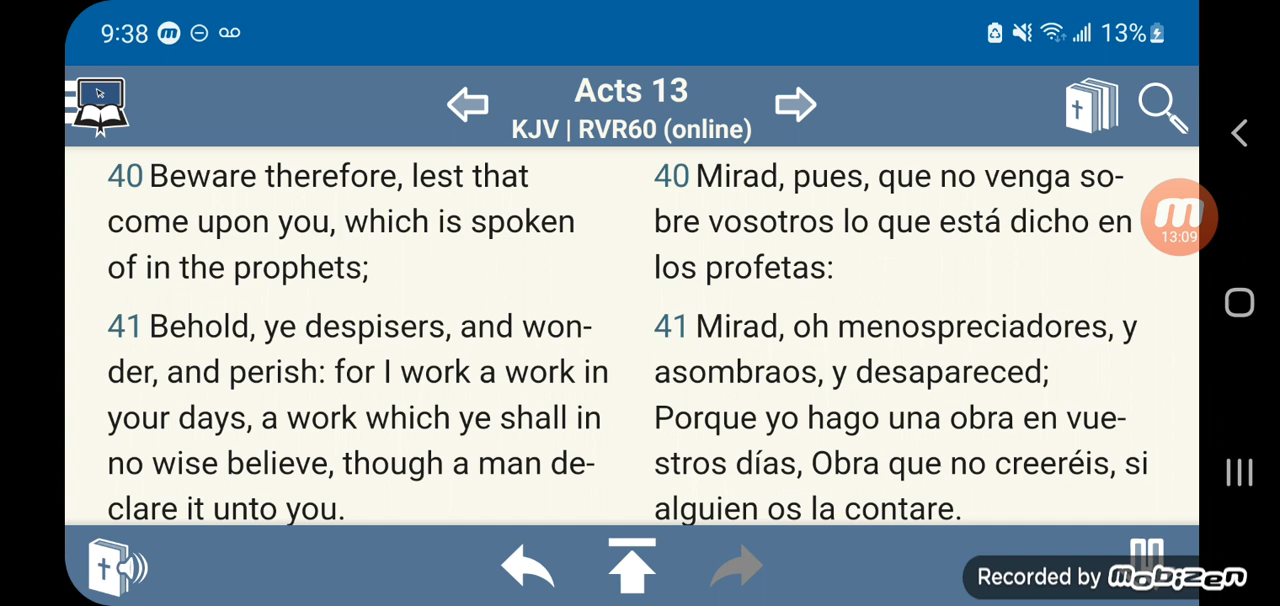 9:38
13%
Acts 13
KJV | RVR60 (online)
40 Beware therefore, lest that
come upon you, which is spoken
of in the prophets;
41 Behold, ye despisers, and won-
der, and perish: for I work a work in
your days, a work which ye shall in
no wise believe, though a man de-
clare it unto you.
40 Mirad, pues, que no venga so-
bre vosotros lo que está dicho en
los profetas:
41 Mirad, oh menospreciadores, y
asombraos, y desapareced;
Porque yo hago una obra en vue-
stros días, Obra que no creeréis, si
alguien os la contare.
13:09
Recorded by Mobizen